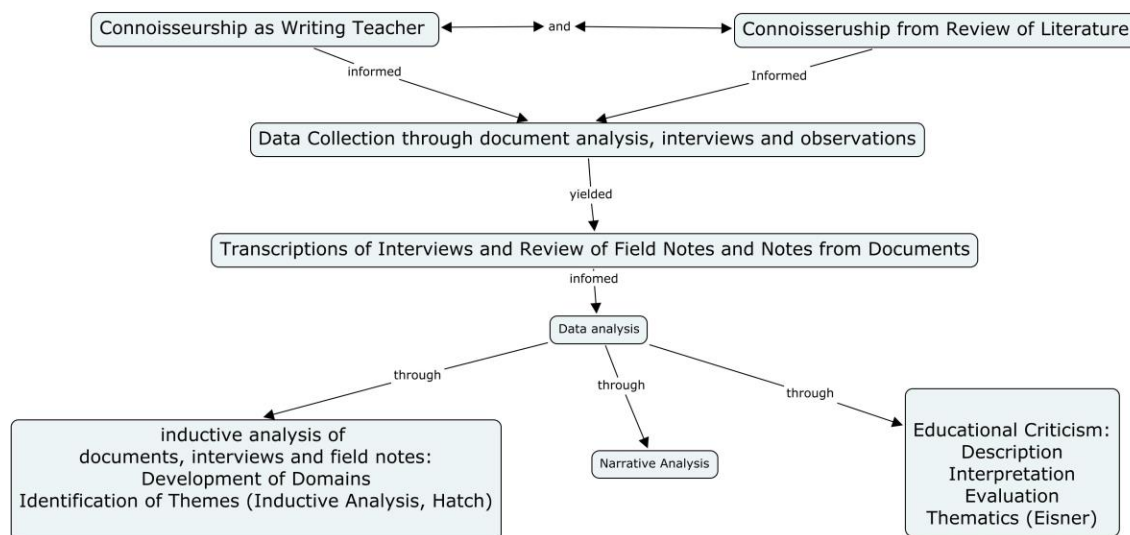 Connoisseurship as Writing Teacher
and
Connoisseruship from Review of Literature
informed
Informed
Data Collection through document analysis, interviews and observations
yielded
Transcriptions of Interviews and Review of Field Notes and Notes from Documents
infomed
Data analysis
through
through
through
inductive analysis of
documents, interviews and field notes:
Development of Domains
Identification of Themes (Inductive Analysis, Hatch)
Narrative Analysis
Educational Criticism:
Description
Interpretation
Evaluation
Thematics (Eisner)